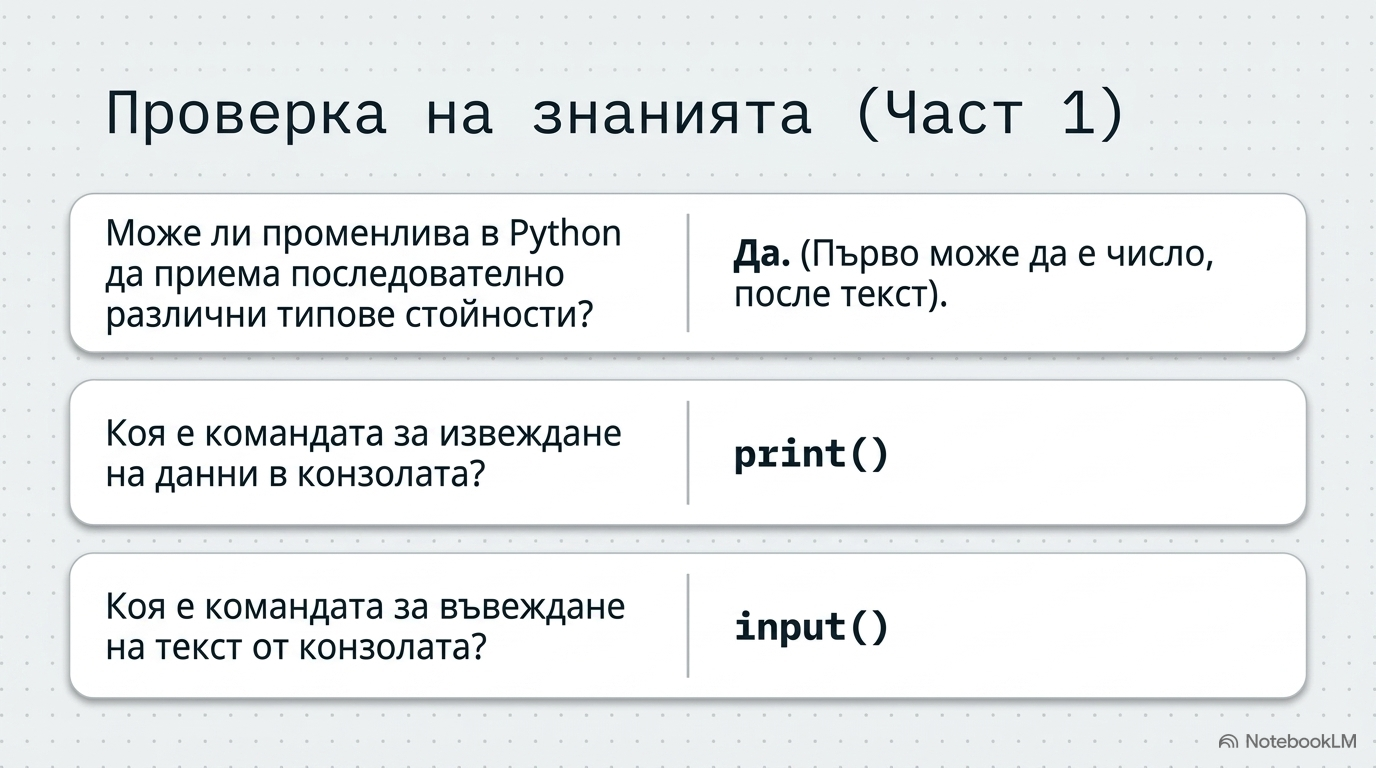 Проверка на знанията (Част 1)
Може ли променлива в Python
да приема последователно
различни типове стойности?
Да. (Първо може да е число,
после текст).
Коя е командата за извеждане
на данни в конзолата?
print()
Коя е командата за въвеждане
на текст от конзолата?
input()
NotebookLM